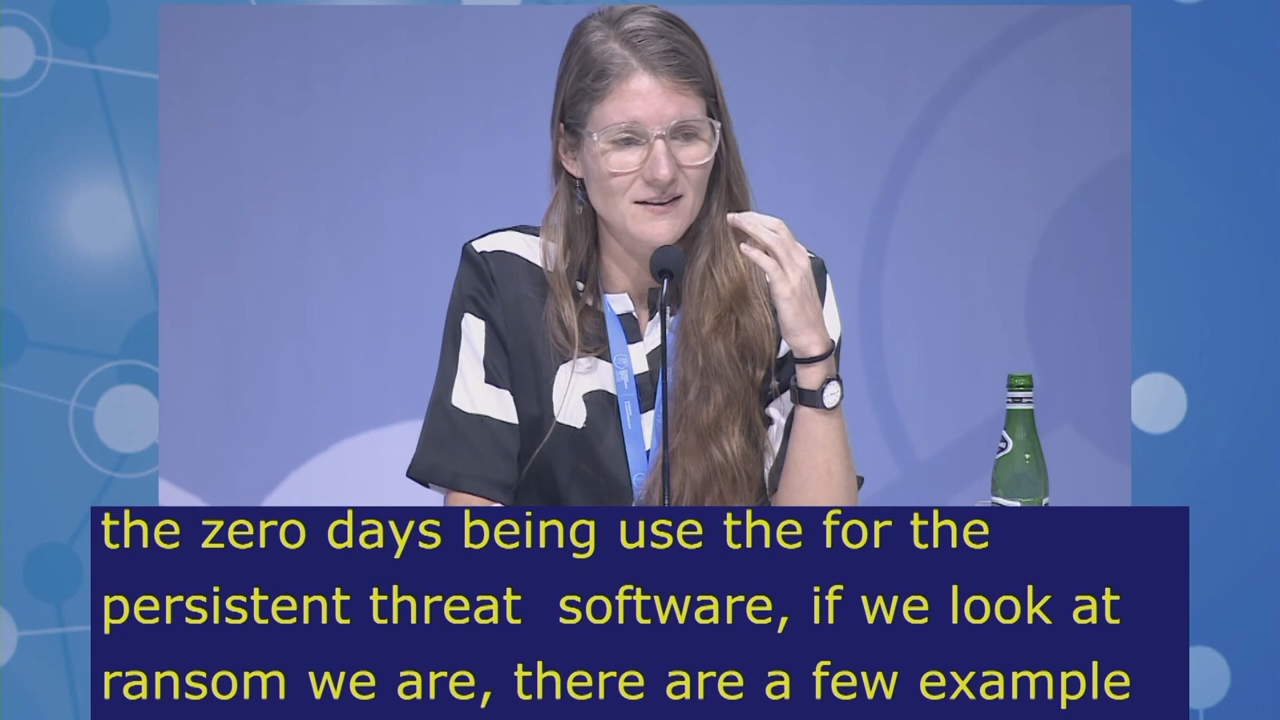 the zero days being use the for the
persistent threat  software, if we look at
ransom we are, there are a few example